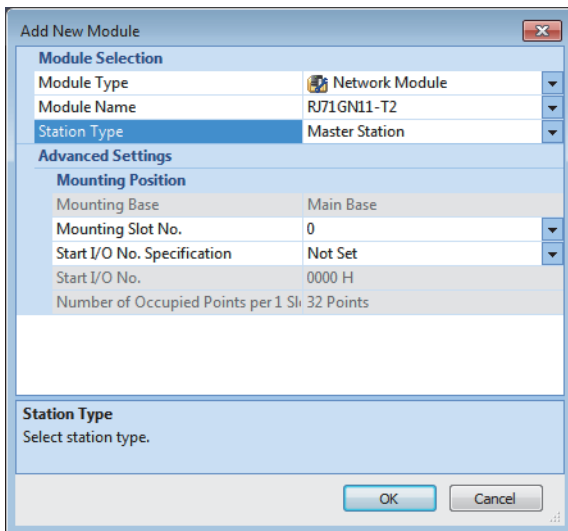 Add New Module
Module Selection
Module Type Network Module
Module Name RJ71GN11-T2
Station Type Master Station
Advanced Settings
Mounting Position
Mounting Base Main Base
Mounting Slot No. 0
Start I/O No. Specification Not Set
Start I/O No. 0000 H
Number of Occupied Points per 1 Sl 32 Points
Station Type
Select station type.
OK Cancel